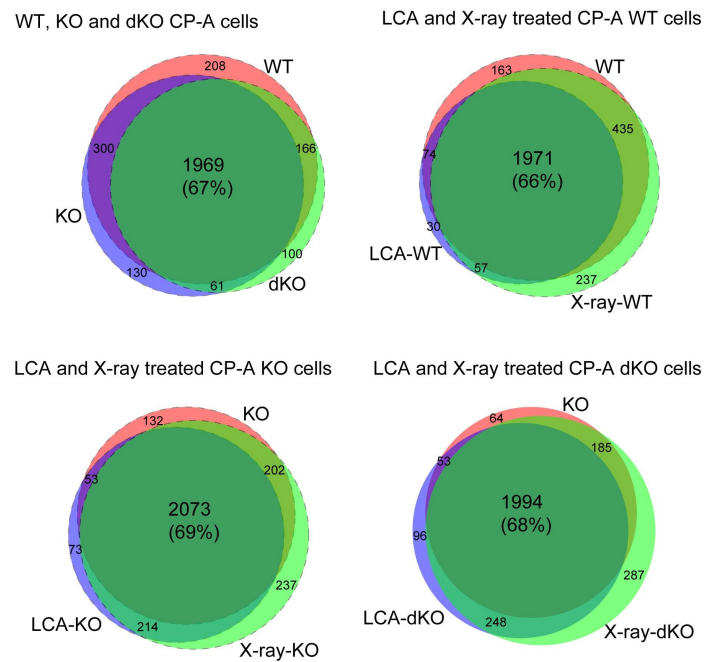 WT, KO and dKO CP-A cells
208
WT
300
166
1969
(67%)
KO
130
61
100
dKO
LCA and X-ray treated CP-A WT cells
163
WT
435
74
1971
(66%)
30
LCA-WT
57
237
X-ray-WT
LCA and X-ray treated CP-A KO cells
132
KO
53
202
2073
(69%)
73
237
LCA-KO
214
X-ray-KO
LCA and X-ray treated CP-A dKO cells
64
KO
53
185
1994
(68%)
96
287
LCA-dKO
248
X-ray-dKO